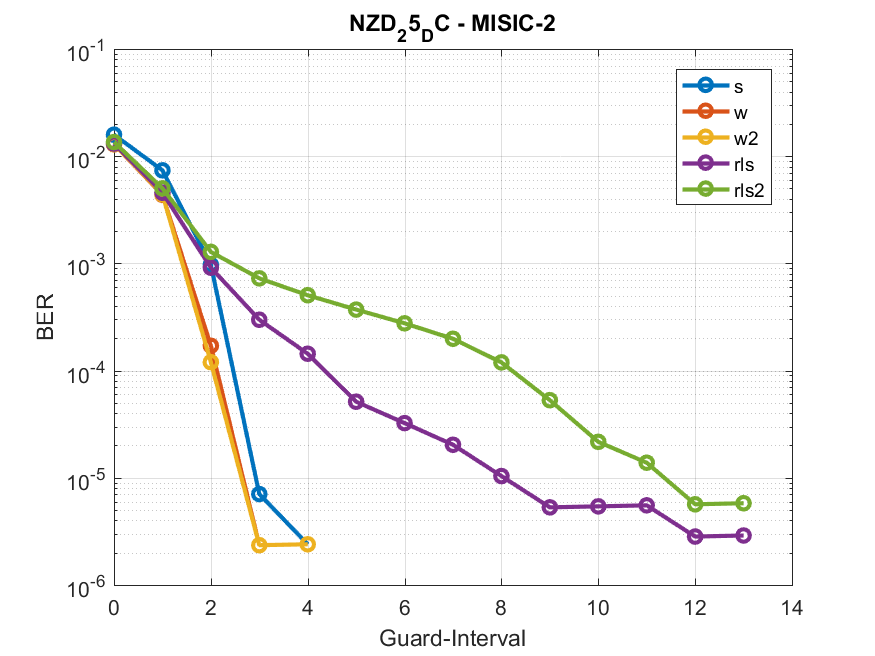 NZD₂5_DC - MISIC-2
10⁻¹
10⁻²
10⁻³
10⁻⁴
10⁻⁵
10⁻⁶
BER
s
w
w2
rls
rls2
0 2 4 6 8 10 12 14
Guard-Interval